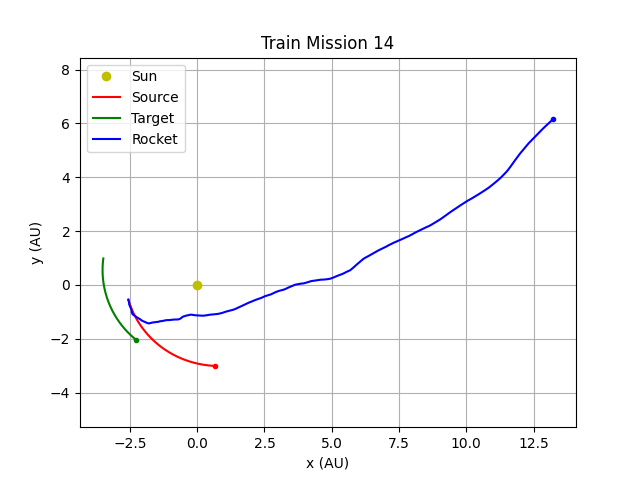 Train Mission 14
Sun
Source
Target
Rocket
8
6
4
2
0
−2
−4
y (AU)
−2.5 0.0 2.5 5.0 7.5 10.0 12.5
x (AU)